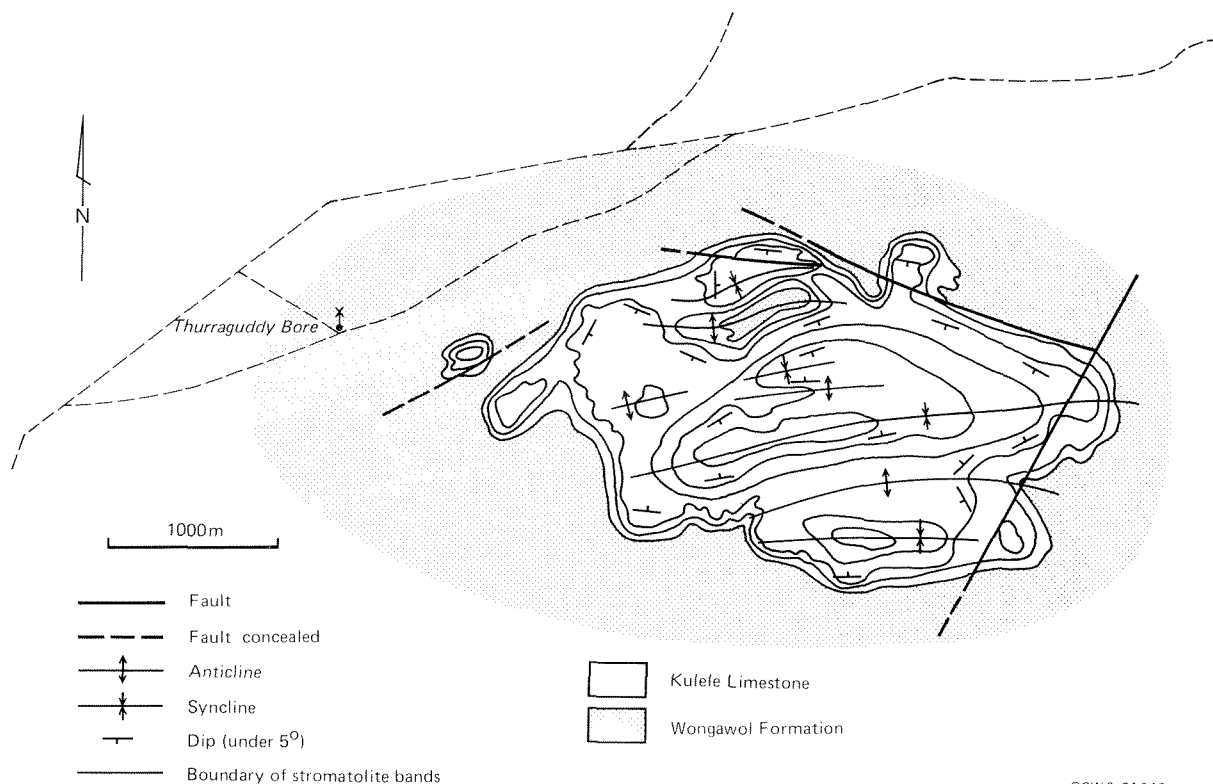 N
Thurraguddy Bore
1000m
Fault
Fault concealed
Anticline
Syncline
Dip (under 5°)
Boundary of stromatolite bands
Kulele Limestone
Wongawol Formation